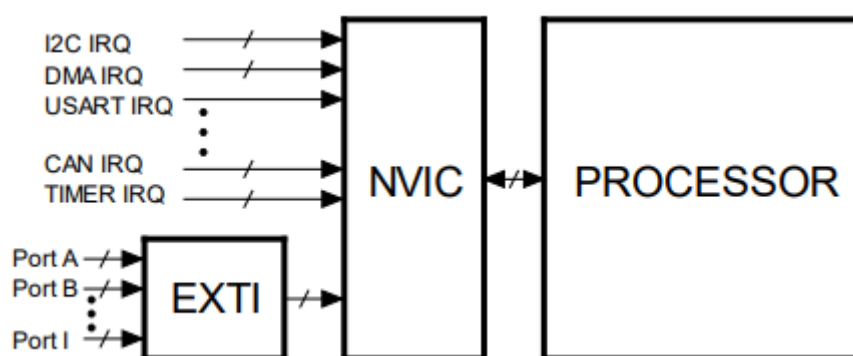 I2C IRQ
DMA IRQ
USART IRQ
CAN IRQ
TIMER IRQ
NVIC
PROCESSOR
Port A
Port B
Port I
EXTI